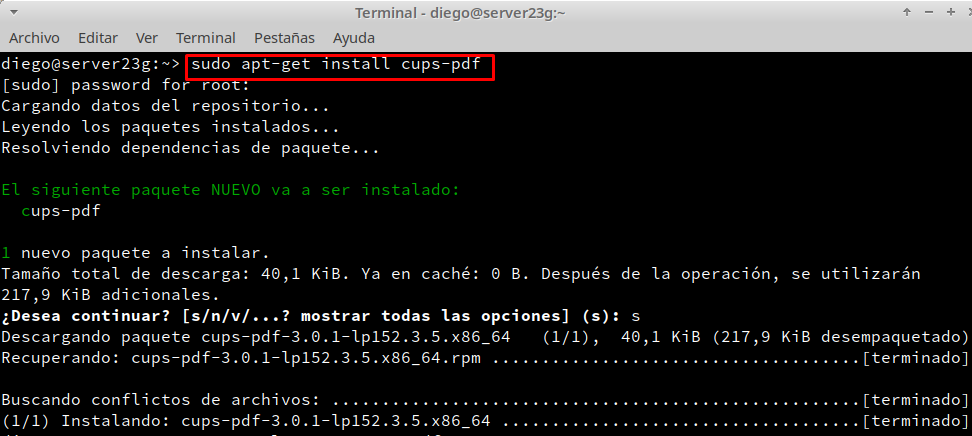 Terminal - diego@server23g:~
Archivo Editar Ver Terminal Pestañas Ayuda
diego@server23g:~> sudo apt-get install cups-pdf
[sudo] password for root:
Cargando datos del repositorio...
Leyendo los paquetes instalados...
Resolviendo dependencias de paquete...
El siguiente paquete NUEVO va a ser instalado:
cups-pdf
1 nuevo paquete a instalar.
Tamaño total de descarga: 40,1 KiB. Ya en caché: 0 B. Después de la operación, se utilizarán
217,9 KiB adicionales.
¿Desea continuar? [s/n/v/...? mostrar todas las opciones] (s): s
Descargando paquete cups-pdf-3.0.1-lp152.3.5.x86_64 (1/1), 40,1 KiB (217,9 KiB desempaquetado)
Recuperando: cups-pdf-3.0.1-lp152.3.5.x86_64.rpm ....................................[terminado]
Buscando conflictos de archivos: ....................................................[terminado]
(1/1) Instalando: cups-pdf-3.0.1-lp152.3.5.x86_64 ...................................[terminado]